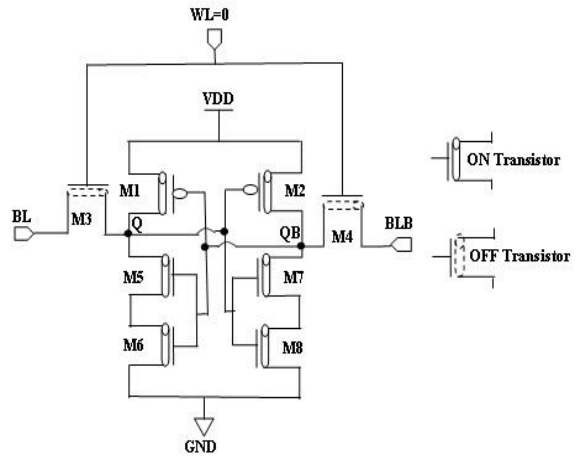 WL=0
VDD
M1
M2
ON Transistor
BL
M3
Q
QB
M4
BLB
M5
M7
OFF Transistor
M6
M8
GND